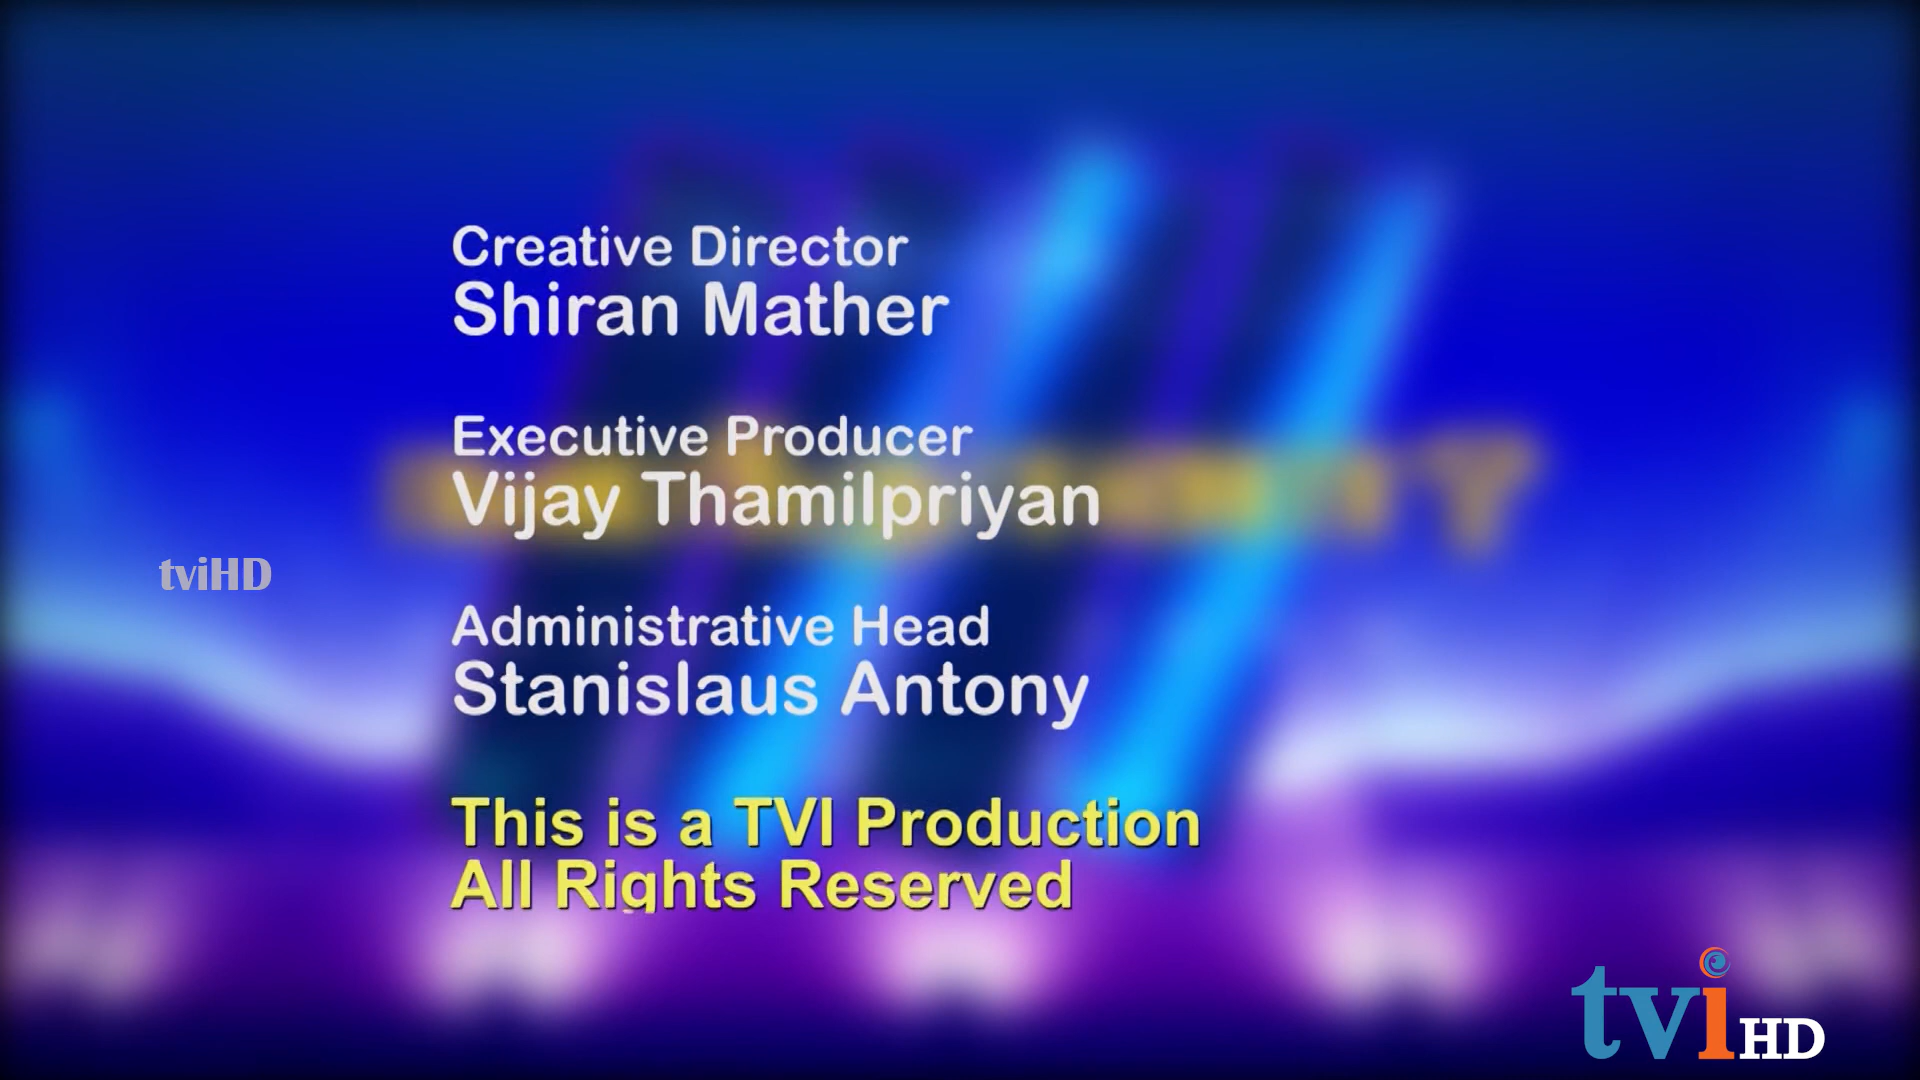 Creative Director
Shiran Mather
Executive Producer
Vijay Thamilpriyan
tviHD
Administrative Head
Stanislaus Antony
This is a TVI Production
All Rights Reserved
tvi HD